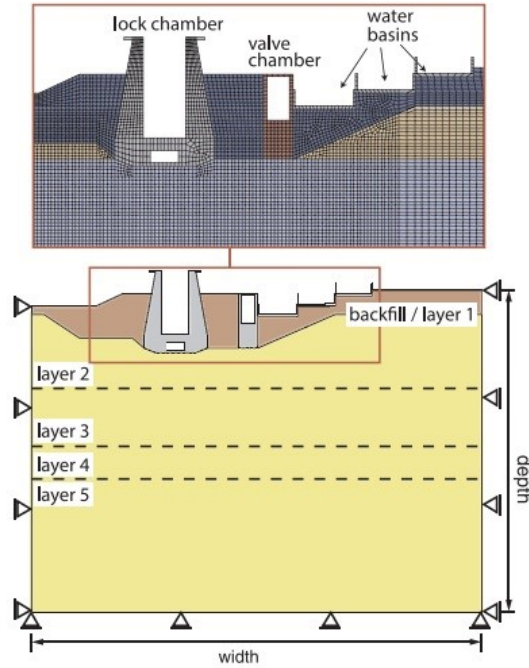 lock chamber
valve
chamber
water
basins
backfill / layer 1
layer 2
layer 3
layer 4
layer 5
depth
width